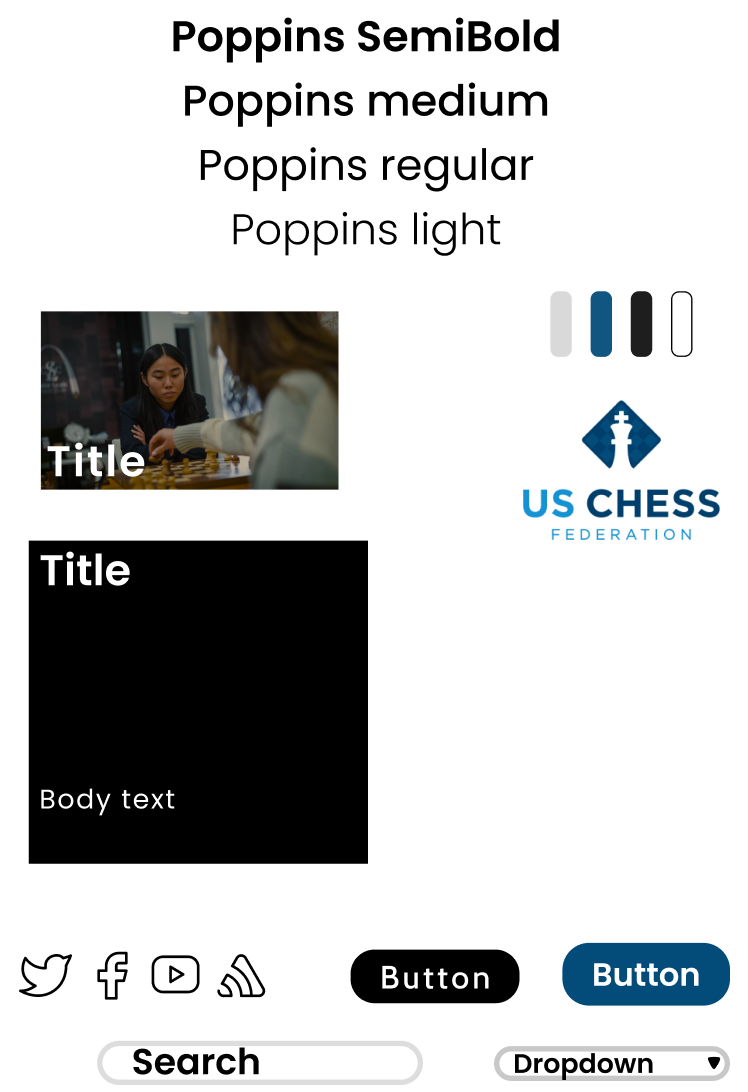 Poppins SemiBold
Poppins medium
Poppins regular
Poppins light
Title
US CHESS
FEDERATION
Title
Body text
Button
Button
Search
Dropdown